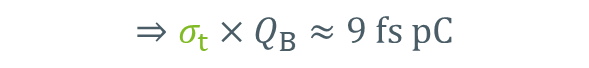 ⇒ σt × QB ≈ 9 fs pC